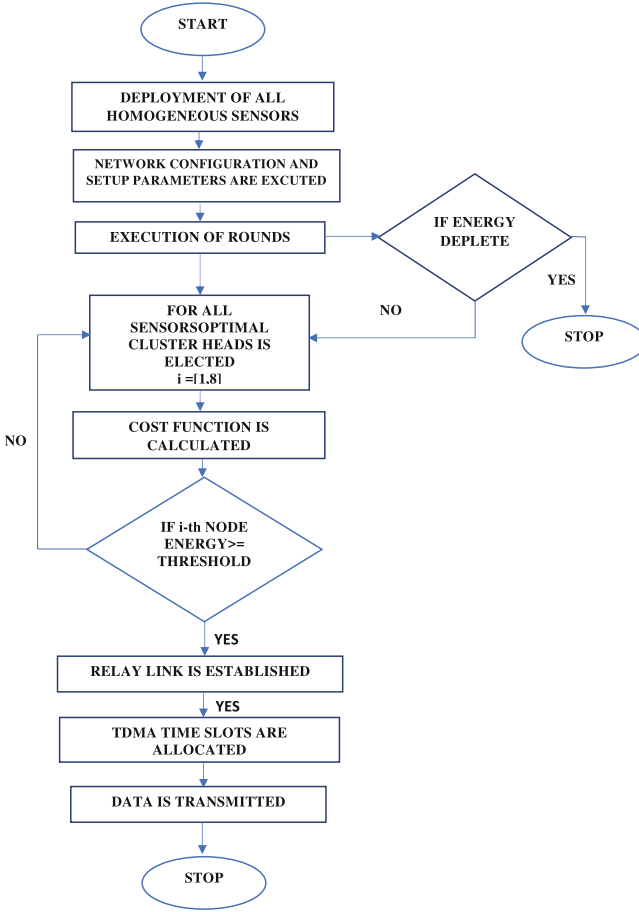 START
DEPLOYMENT OF ALL
HOMOGENEOUS SENSORS
NETWORK CONFIGURATION AND
SETUP PARAMETERS ARE EXCUTED
EXECUTION OF ROUNDS
IF ENERGY
DEPLETE
YES
STOP
NO
FOR ALL
SENSORSOPTIMAL
CLUSTER HEADS IS
ELECTED
i =[1,8]
COST FUNCTION IS
CALCULATED
NO
IF i-th NODE
ENERGY>=
THRESHOLD
YES
RELAY LINK IS ESTABLISHED
YES
TDMA TIME SLOTS ARE
ALLOCATED
DATA IS TRANSMITTED
STOP